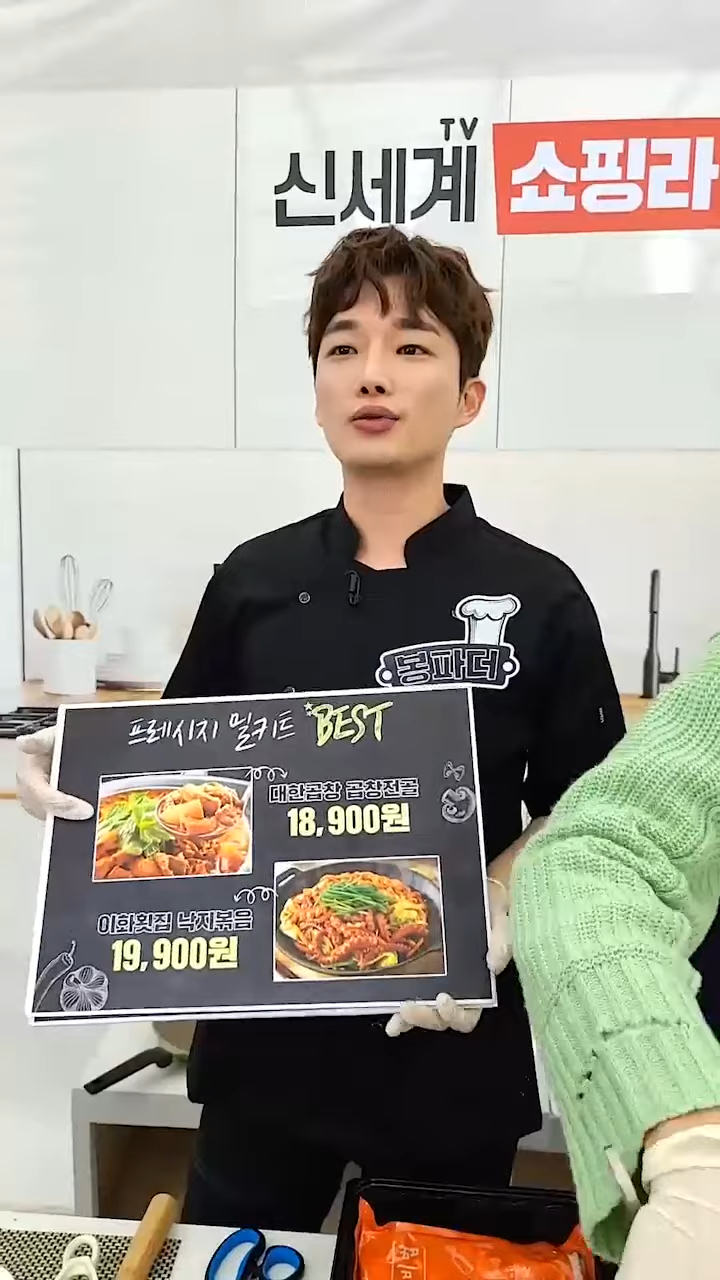 TV
신세계 쇼핑라
봉파더
프레시지 밀키트 BEST
대한곱창 곱창전골
18,900원
이화횟집 낙지볶음
19,900원